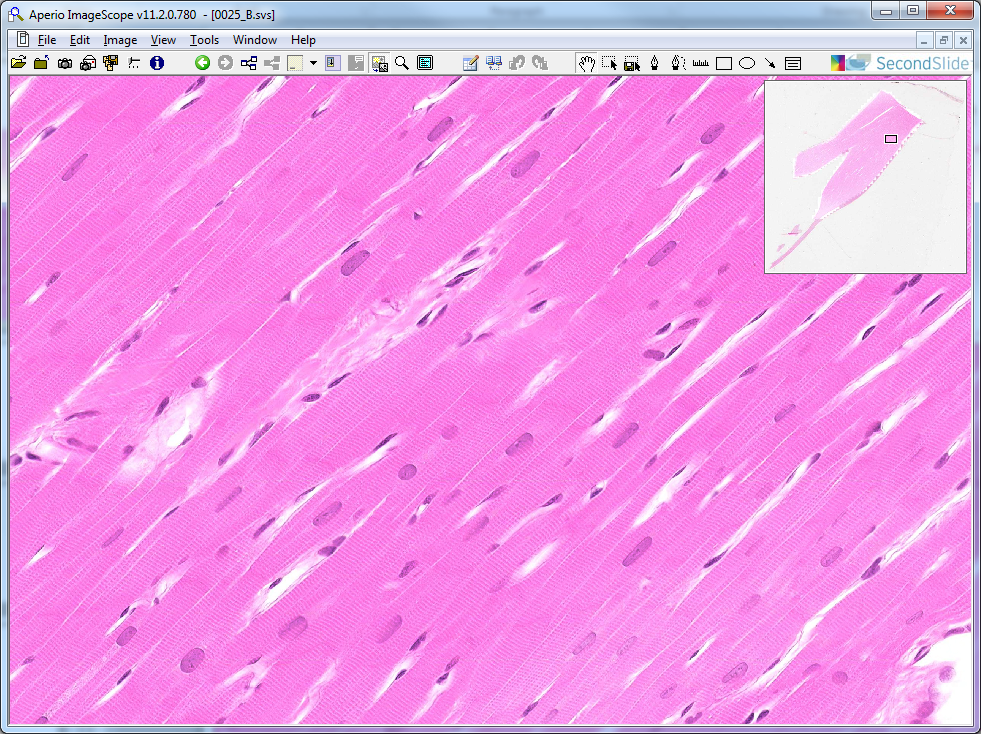 Aperio ImageScope v11.2.0.780 - [0025_B.svs]
File Edit Image View Tools Window Help
SecondSlide